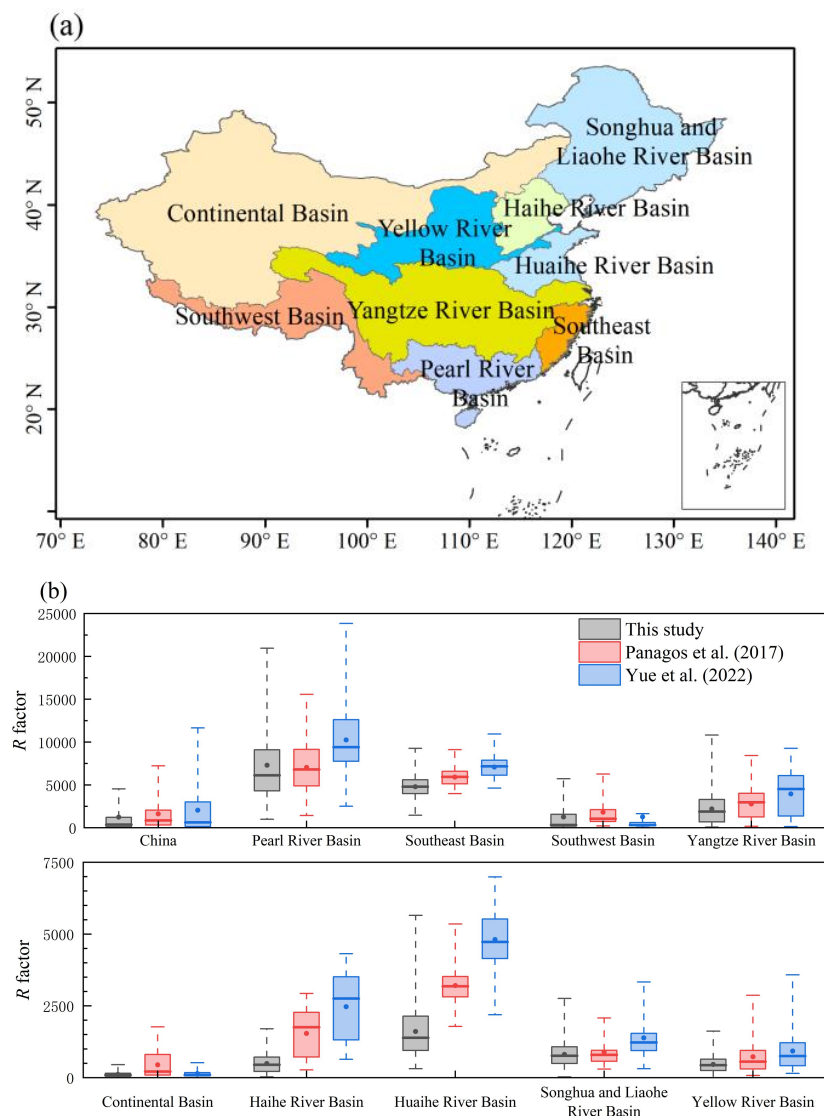 (a)
50° N
40° N
30° N
20° N
Songhua and
Liaohe River Basin
Continental Basin
Haihe River Basin
Yellow River
Basin
Huaihe River Basin
Southwest Basin
Yangtze River Basin
Southeast
Basin
Pearl River
Basin
70° E
80° E
90° E
100° E
110° E
120° E
130° E
140° E
(b)
25000
20000
15000
10000
5000
0
R factor
This study
Panagos et al. (2017)
Yue et al. (2022)
China
Pearl River Basin
Southeast Basin
Southwest Basin
Yangtze River Basin
7500
5000
2500
0
R factor
Continental Basin
Haihe River Basin
Huaihe River Basin
Songhua and Liaohe
River Basin
Yellow River Basin